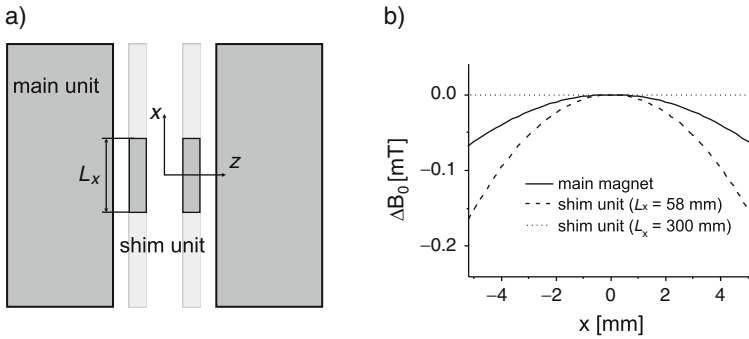 a)
main unit
x
z
Lx
shim unit
b)
0.0
−0.1
−0.2
ΔB0 [mT]
main magnet
shim unit (Lx = 58 mm)
shim unit (Lx = 300 mm)
−4 −2 0 2 4
x [mm]